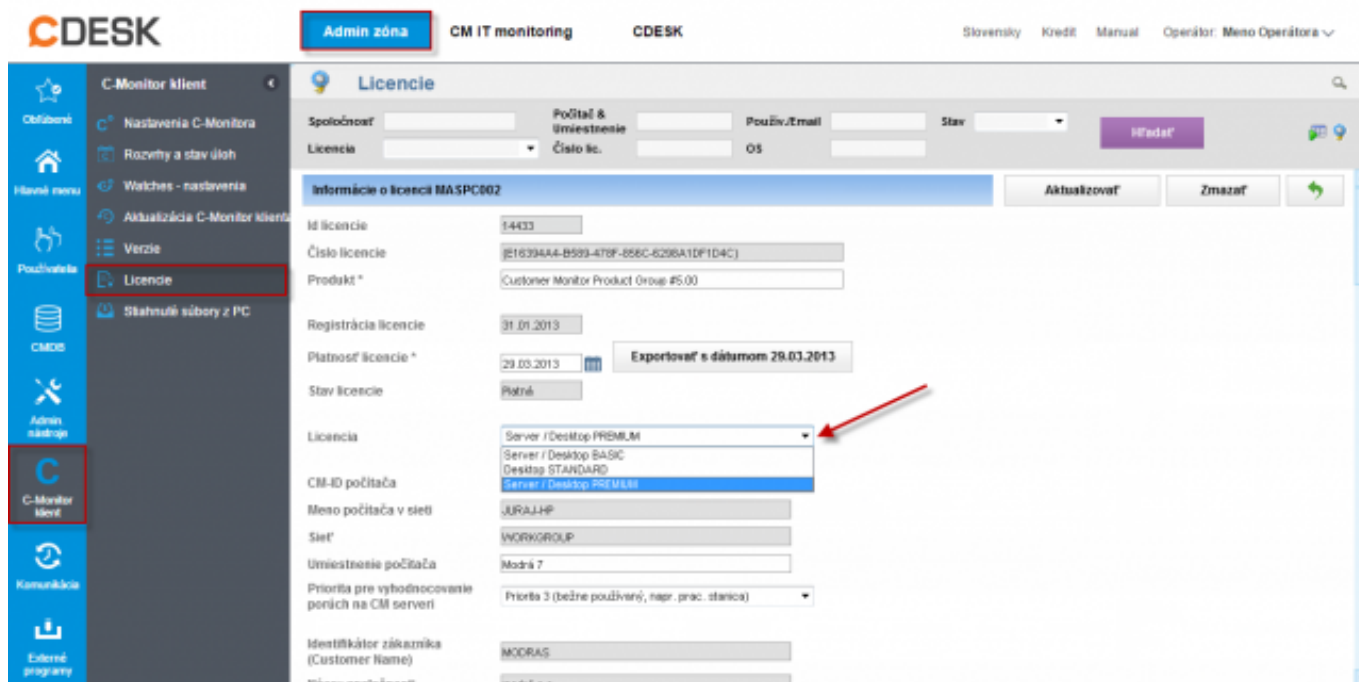 CDESK
Admin zóna
CM IT monitoring
CDESK
Slovensky Kredit Manual Operátor: Meno Operátora
Obľúbené
Hlavné menu
Používatelia
CMDB
Admin. nástroje
C-Monitor klient
Komunikácia
Externé programy
C-Monitor klient
Nastavenia C-Monitora
Rozvrhy a stav úloh
Watches - nastavenia
Aktualizácia C-Monitor klienta
Verzie
Licencie
Stiahnuté súbory z PC
Licencie
Spoločnosť
Počítač & Umiestnenie
Použív./Email
Stav
Licencia
Číslo lic.
OS
Hľadať
Informácie o licencii MASPC002
Aktualizovať
Zmazať
Id licencie 14433
Číslo licencie {E16394A4-B589-478F-856C-6298A1DF1D4C}
Produkt * Customer Monitor Product Group #5.00
Registrácia licencie 31.01.2013
Platnosť licencie * 29.03.2013 Exportovať s dátumom 29.03.2013
Stav licencie Platná
Licencia Server / Desktop PREMIUM
Server / Desktop BASIC
Desktop STANDARD
Server / Desktop PREMIUM
CM-ID počítača
Meno počítača v sieti JURAJ-HP
Sieť WORKGROUP
Umiestnenie počítača Modrá 7
Priorita pre vyhodnocovanie
porúch na CM serveri Priorita 3 (bežne používaný, napr. prac. stanica)
Identifikátor zákazníka
(Customer Name) MODRAS